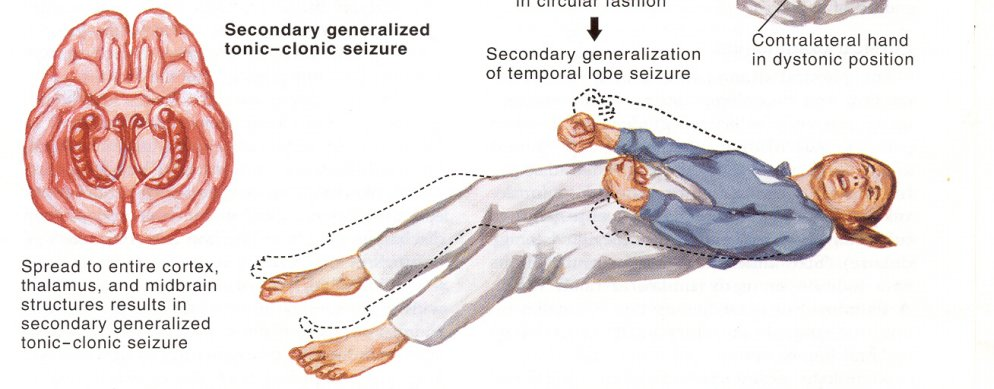 in circular fashion
Secondary generalized
tonic–clonic seizure
Secondary generalization
of temporal lobe seizure
Contralateral hand
in dystonic position
Spread to entire cortex,
thalamus, and midbrain
structures results in
secondary generalized
tonic–clonic seizure